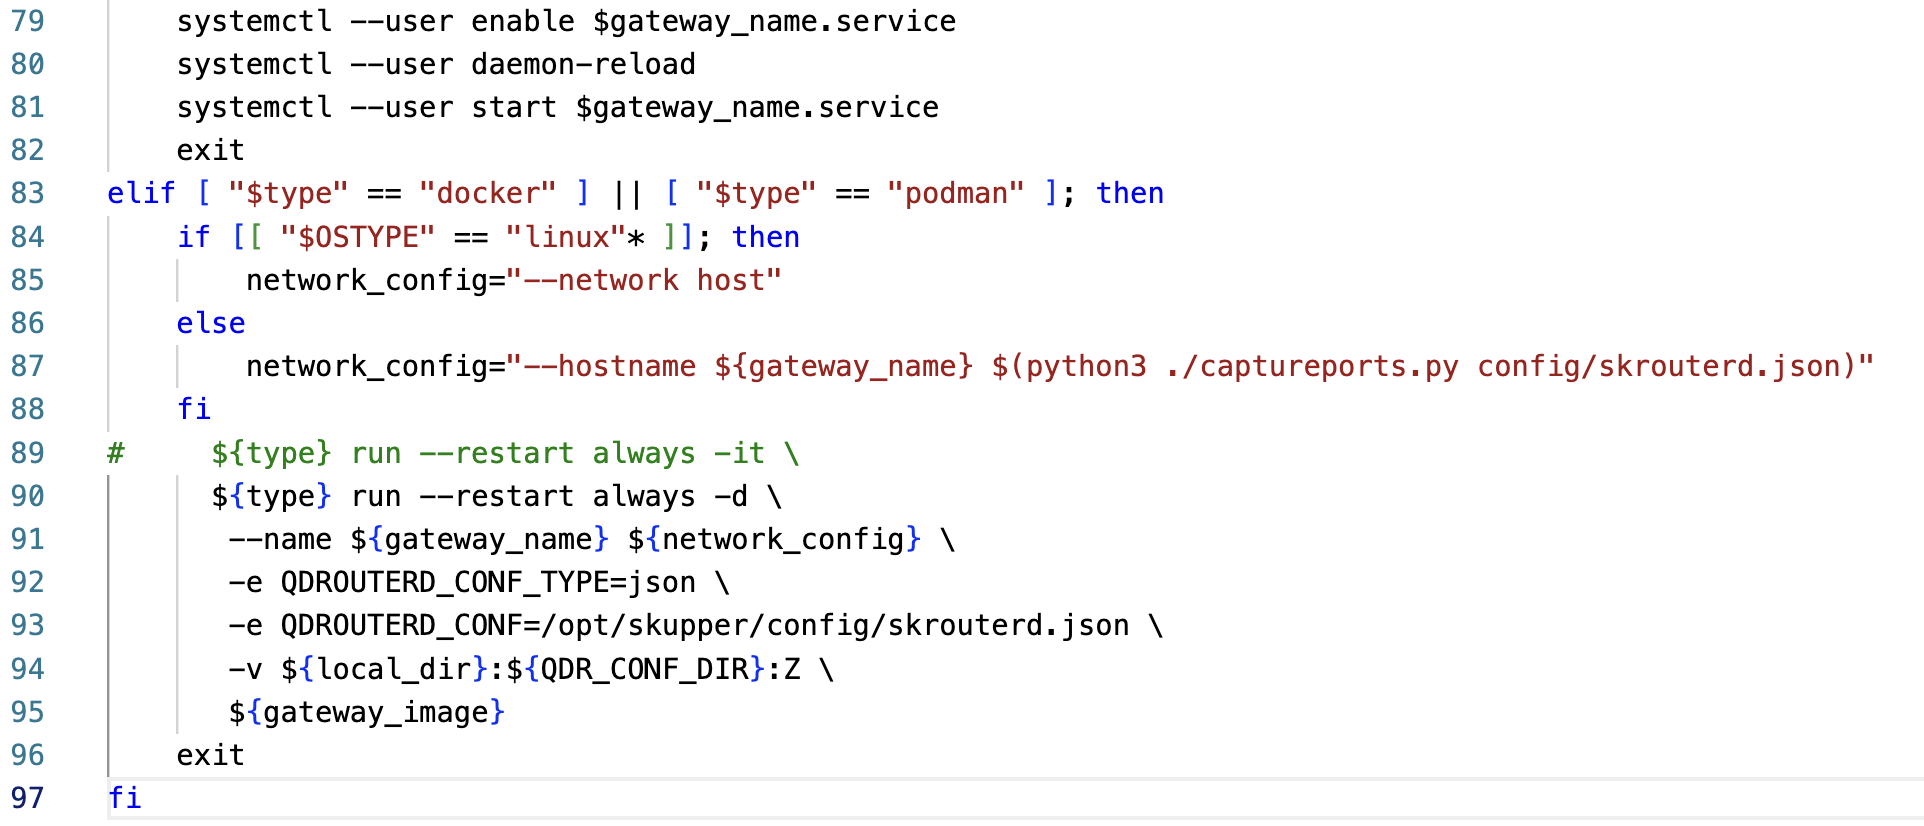 79 systemctl --user enable $gateway_name.service
80 systemctl --user daemon-reload
81 systemctl --user start $gateway_name.service
82 exit
83 elif [ "$type" == "docker" ] || [ "$type" == "podman" ]; then
84 if [[ "$OSTYPE" == "linux"* ]]; then
85 network_config="--network host"
86 else
87 network_config="--hostname ${gateway_name} $(python3 ./captureports.py config/skrouterd.json)"
88 fi
89 # ${type} run --restart always -it \
90 ${type} run --restart always -d \
91 --name ${gateway_name} ${network_config} \
92 -e QDROUTERD_CONF_TYPE=json \
93 -e QDROUTERD_CONF=/opt/skupper/config/skrouterd.json \
94 -v ${local_dir}:${QDR_CONF_DIR}:Z \
95 ${gateway_image}
96 exit
97 fi